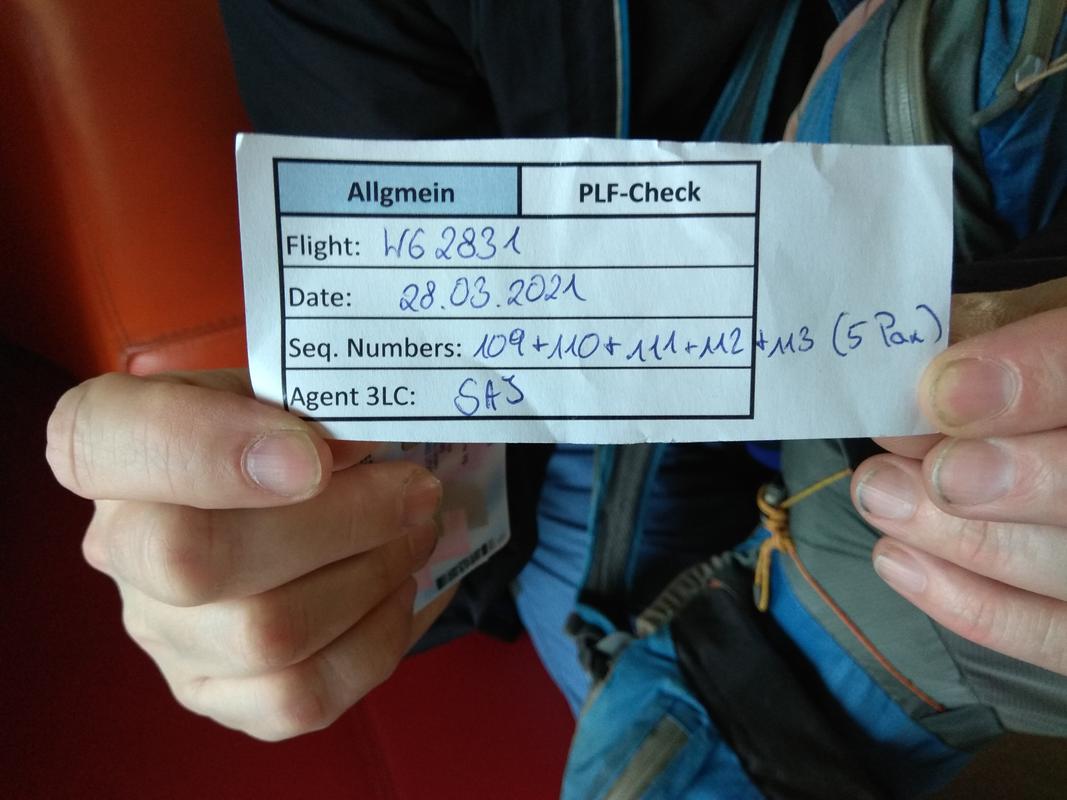 Allgmein PLF-Check
Flight: W6 2831
Date: 28.03.2021
Seq. Numbers: 109+110+111+112+113 (5 Pax)
Agent 3LC: SAJ